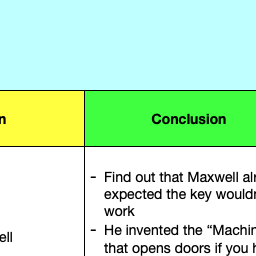 n Conclusion
- Find out that Maxwell alr
expected the key wouldn
work
- He invented the “Machin
ell
that opens doors if you h